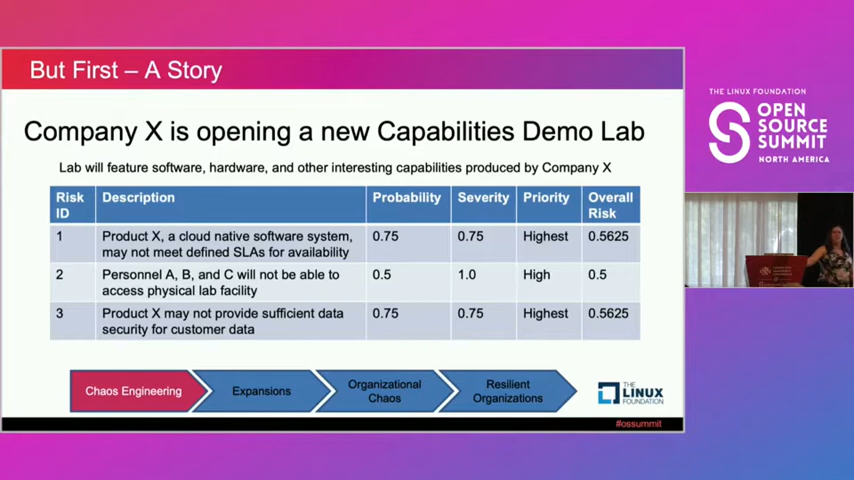 But First – A Story
Company X is opening a new Capabilities Demo Lab
Lab will feature software, hardware, and other interesting capabilities produced by Company X
Risk ID Description Probability Severity Priority Overall Risk
1 Product X, a cloud native software system, may not meet defined SLAs for availability 0.75 0.75 Highest 0.5625
2 Personnel A, B, and C will not be able to access physical lab facility 0.5 1.0 High 0.5
3 Product X may not provide sufficient data security for customer data 0.75 0.75 Highest 0.5625
Chaos Engineering
Expansions
Organizational
Chaos
Resilient
Organizations
THE
LINUX
FOUNDATION
#ossummit
THE LINUX FOUNDATION
OPEN
SOURCE
SUMMIT
NORTH AMERICA